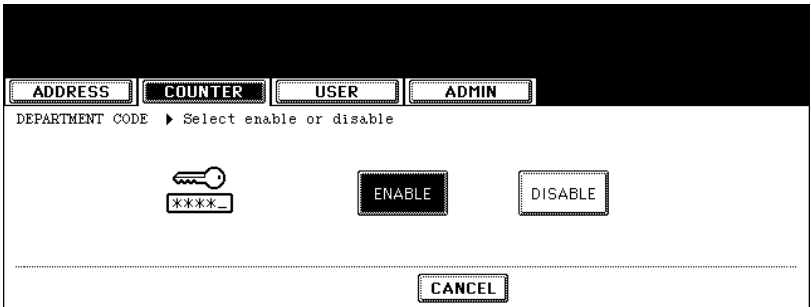 ADDRESS COUNTER USER ADMIN
DEPARTMENT CODE ▶ Select enable or disable
****_ ENABLE DISABLE
CANCEL